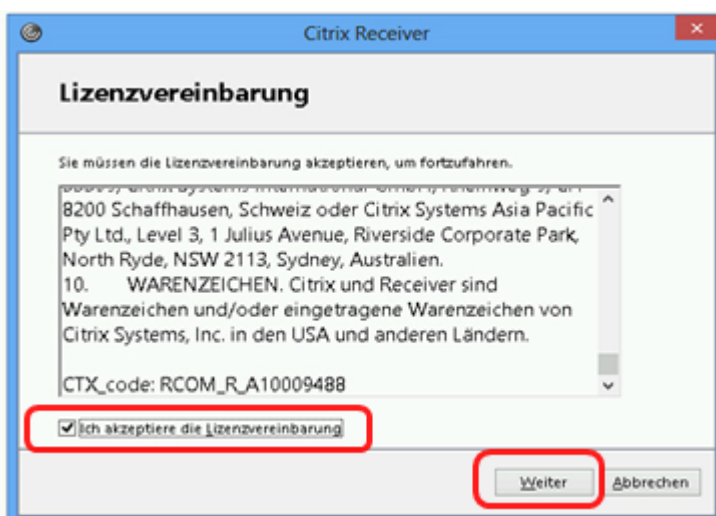 Citrix Receiver
Lizenzvereinbarung
Sie müssen die Lizenzvereinbarung akzeptieren, um fortzufahren.
8200 Schaffhausen, Schweiz oder Citrix Systems Asia Pacific
Pty Ltd., Level 3, 1 Julius Avenue, Riverside Corporate Park,
North Ryde, NSW 2113, Sydney, Australien.
10. WARENZEICHEN. Citrix und Receiver sind
Warenzeichen und/oder eingetragene Warenzeichen von
Citrix Systems, Inc. in den USA und anderen Ländern.
CTX_code: RCOM_R_A10009488
Ich akzeptiere die Lizenzvereinbarung
Weiter
Abbrechen